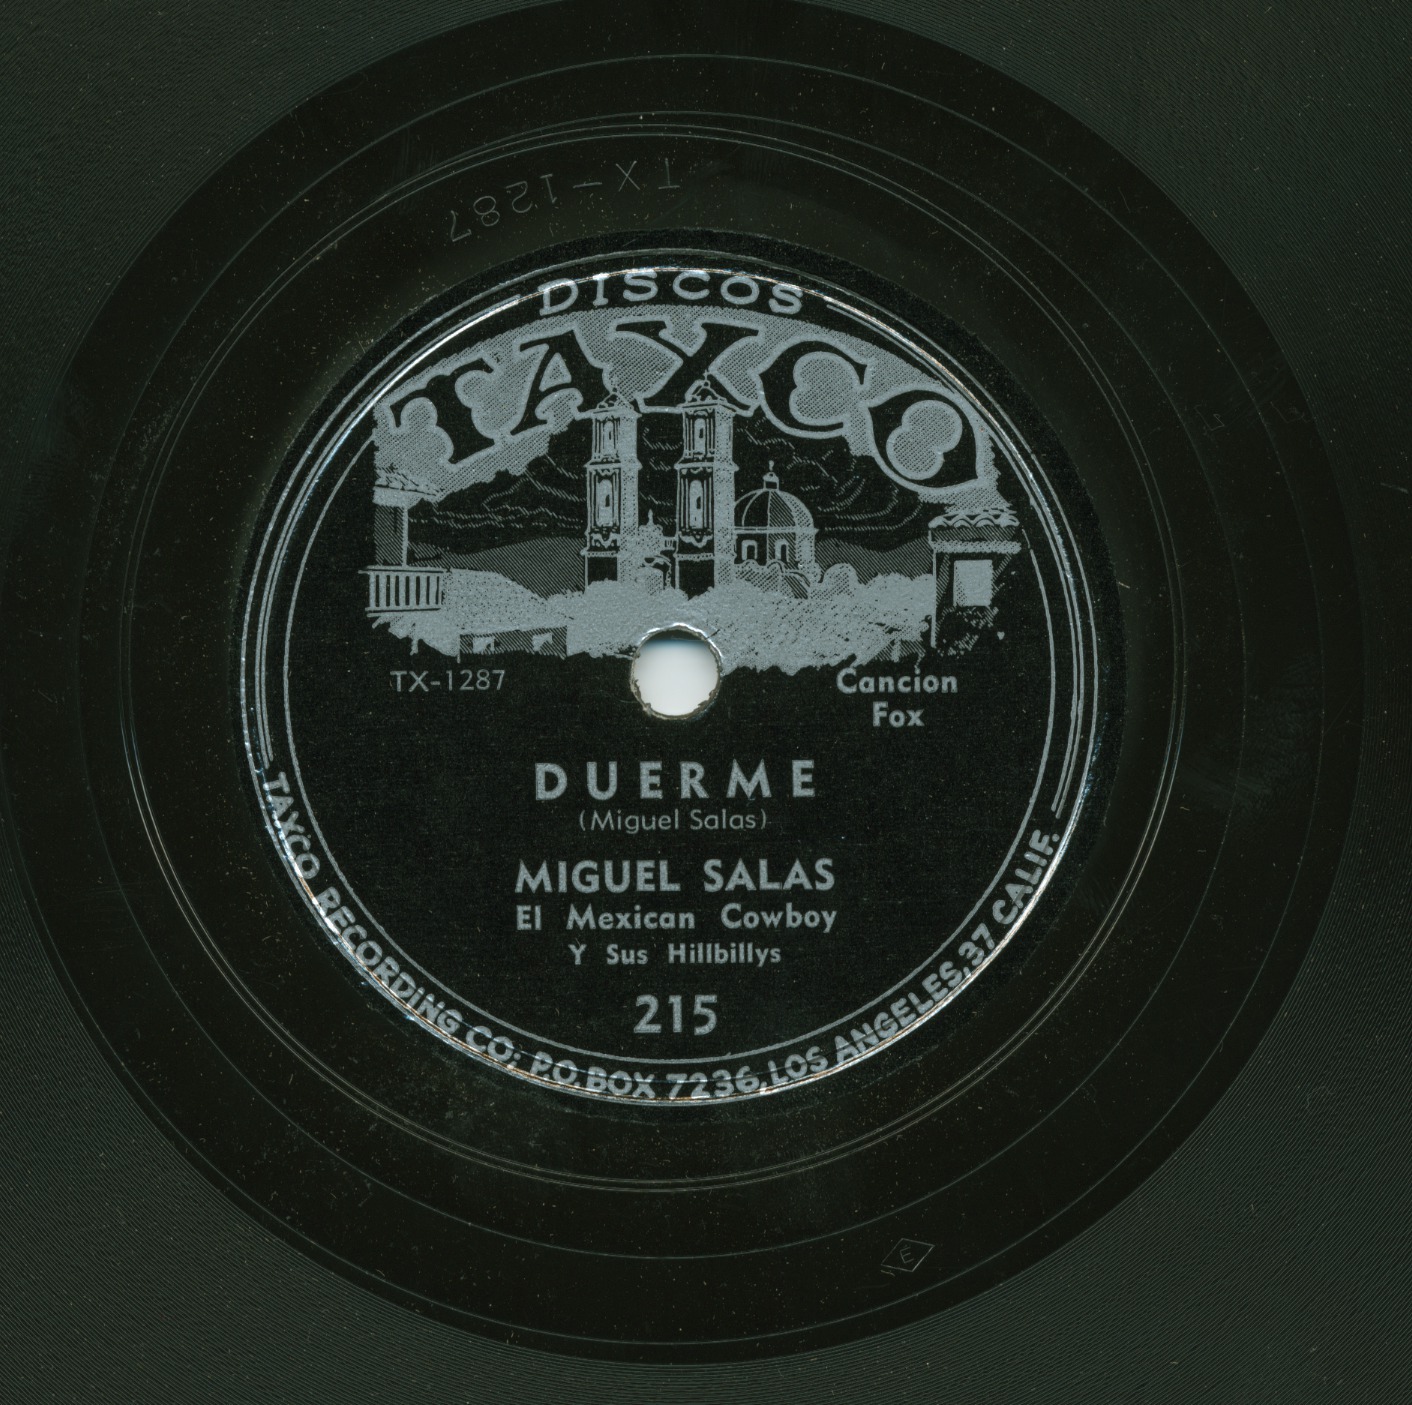 TX-1287
DISCOS
TAXCO
TX-1287
Cancion
Fox
DUERME
(Miguel Salas)
MIGUEL SALAS
El Mexican Cowboy
Y Sus Hillbillys
215
TAXCO RECORDING CO; P.O. BOX 7236, LOS ANGELES, 37 CALIF.
E